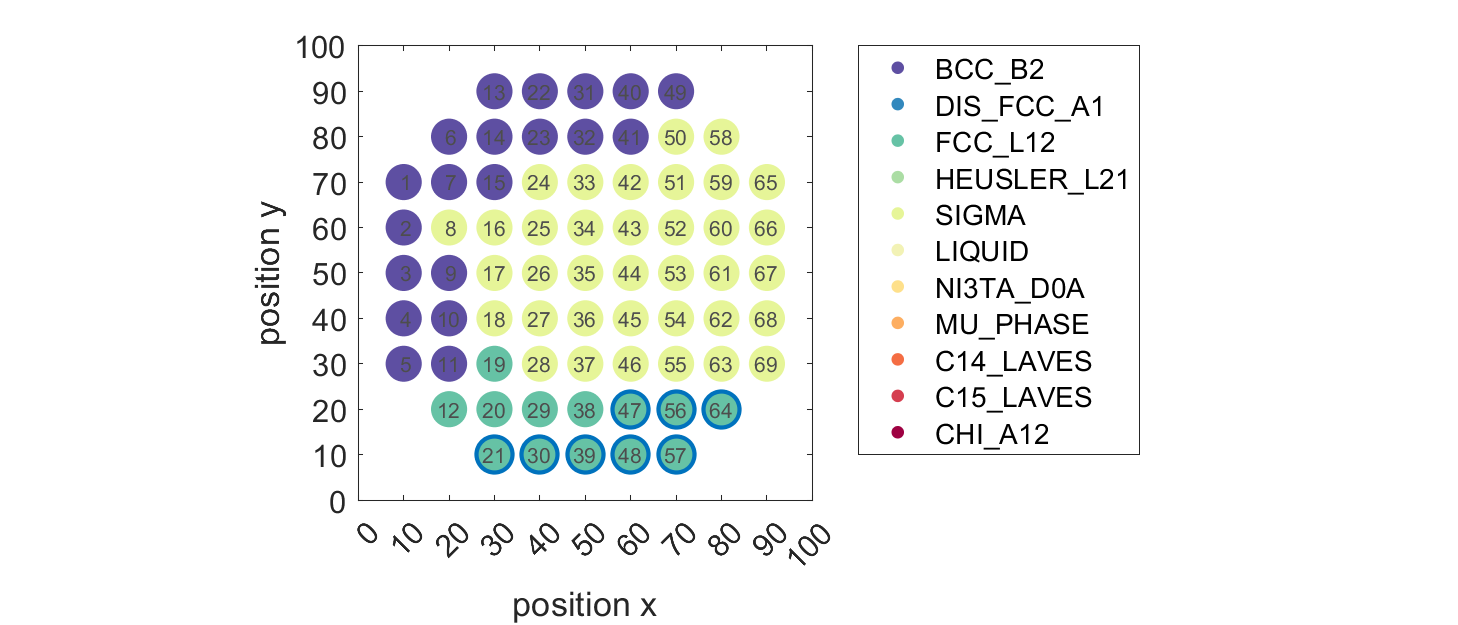 100
90
80
70
60
50
40
30
20
10
0
position y
13 22 31 40 49
6 14 23 32 41 50 58
1 7 15 24 33 42 51 59 65
2 8 16 25 34 43 52 60 66
3 9 17 26 35 44 53 61 67
4 10 18 27 36 45 54 62 68
5 11 19 28 37 46 55 63 69
12 20 29 38 47 56 64
21 30 39 48 57
0 10 20 30 40 50 60 70 80 90 100
position x
BCC_B2
DIS_FCC_A1
FCC_L12
HEUSLER_L21
SIGMA
LIQUID
NI3TA_D0A
MU_PHASE
C14_LAVES
C15_LAVES
CHI_A12